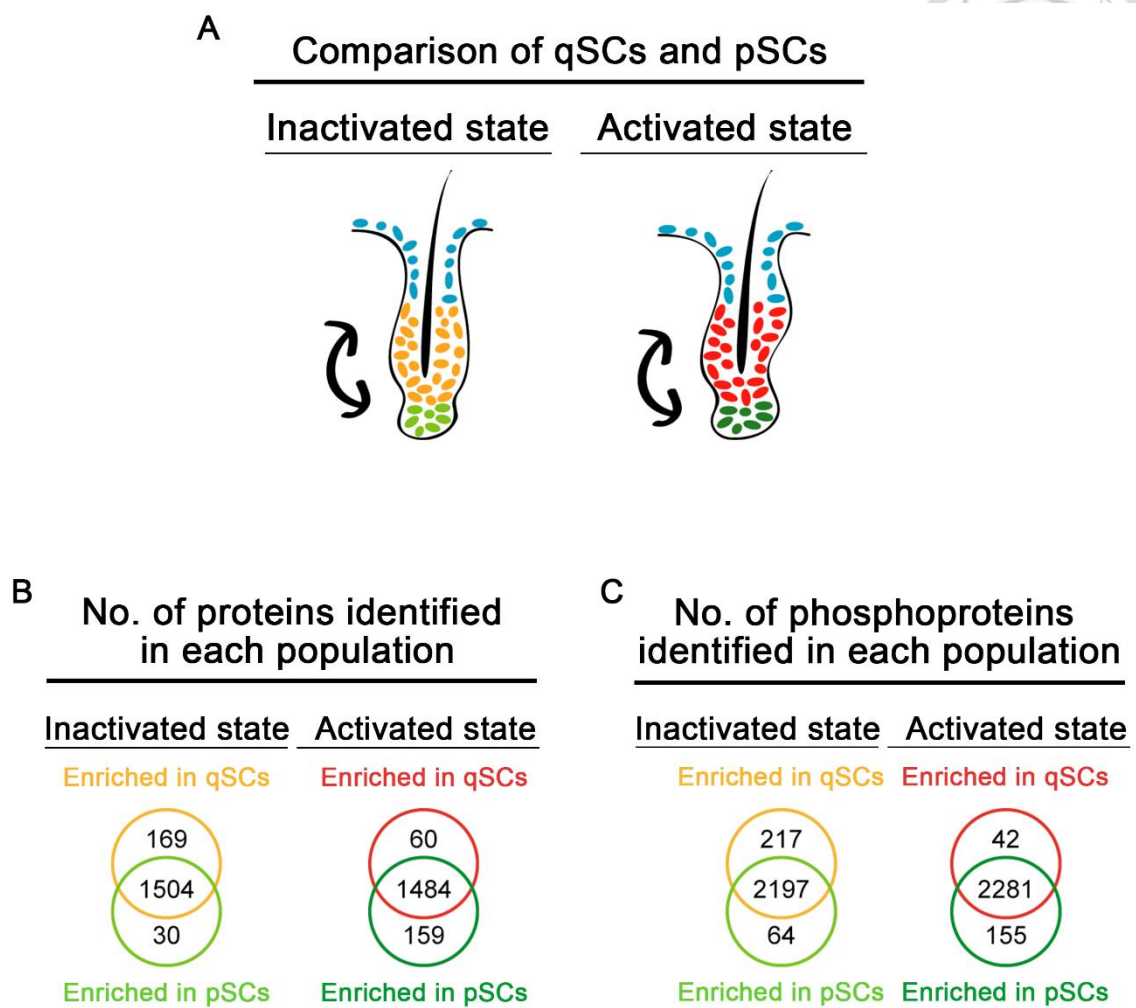 A
Comparison of qSCs and pSCs
Inactivated state
Activated state
B
No. of proteins identified
in each population
Inactivated state
Activated state
Enriched in qSCs
Enriched in qSCs
169
1504
30
60
1484
159
Enriched in pSCs
Enriched in pSCs
C
No. of phosphoproteins
identified in each population
Inactivated state
Activated state
Enriched in qSCs
Enriched in qSCs
217
2197
64
42
2281
155
Enriched in pSCs
Enriched in pSCs